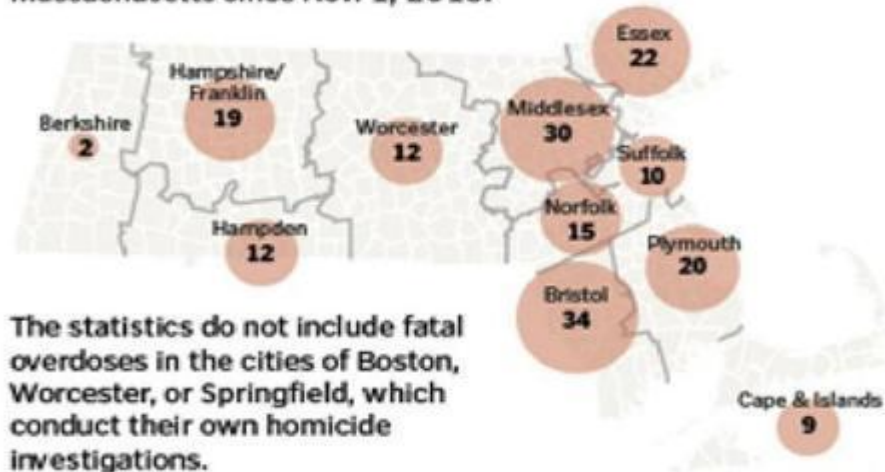 Essex
22
Hampshire/
Franklin
19
Middlesex
30
Berkshire
2
Worcester
12
Suffolk
10
Norfolk
15
Hampden
12
Plymouth
20
Bristol
34
The statistics do not include fatal
overdoses in the cities of Boston,
Worcester, or Springfield, which
conduct their own homicide
investigations.
Cape & Islands
9